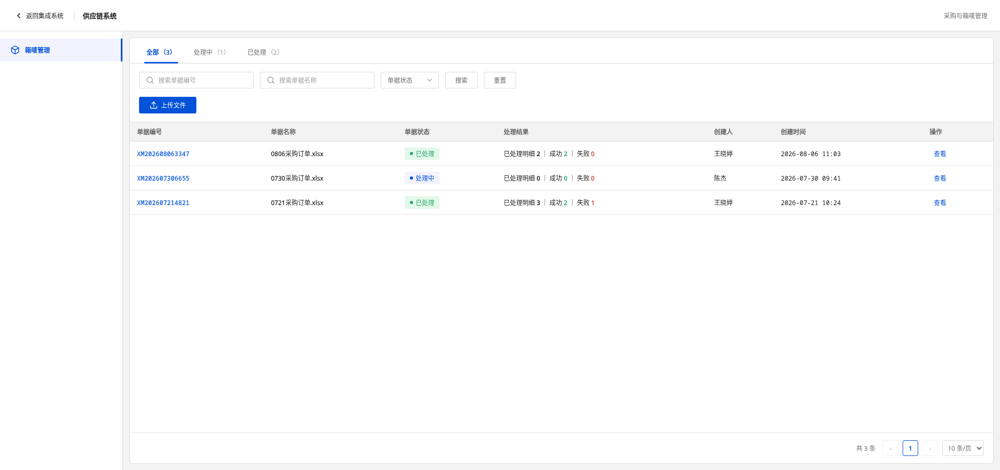 返回集成系统 供应链系统 采购与箱唛管理
箱唛管理
全部 （3） 处理中 （1） 已处理 （2）
搜索单据编号 搜索单据名称 单据状态 搜索 重置
上传文件
单据编号 单据名称 单据状态 处理结果 创建人 创建时间 操作
XM202608063347 0806采购订单.xlsx 已处理 已处理明细 2 | 成功 2 | 失败 0 王晓婷 2026-08-06 11:03 查看
XM202607306655 0730采购订单.xlsx 处理中 已处理明细 0 | 成功 0 | 失败 0 陈杰 2026-07-30 09:41 查看
XM202607214821 0721采购订单.xlsx 已处理 已处理明细 3 | 成功 2 | 失败 1 王晓婷 2026-07-21 10:24 查看
共 3 条 ‹ 1 › 10 条/页